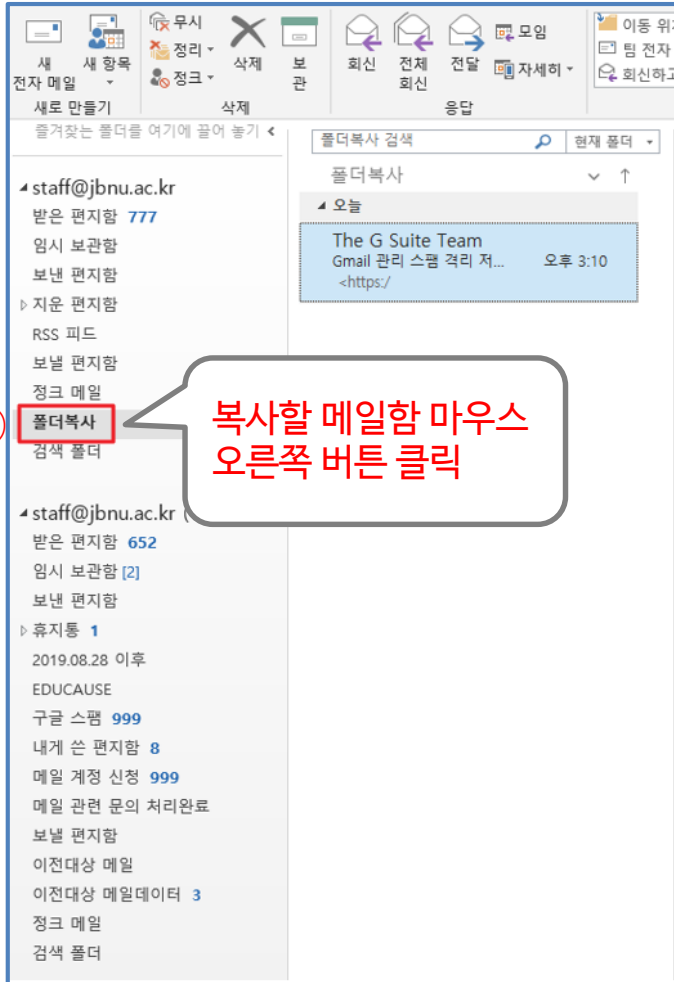 새
전자 메일
새 항목
무시
정리
정크
삭제
보
관
회신
전체
회신
전달
모임
자세히
이동 위
팀 전자
회신하고
새로 만들기
삭제
응답
즐겨찾는 폴더를 여기에 끌어 놓기
폴더복사 검색
현재 폴더
폴더복사
오늘
The G Suite Team
Gmail 관리 스팸 격리 저...
오후 3:10
<https:/
staff@jbnu.ac.kr
받은 편지함 777
임시 보관함
보낸 편지함
지운 편지함
RSS 피드
보낼 편지함
정크 메일
폴더복사
검색 폴더
복사할 메일함 마우스
오른쪽 버튼 클릭
staff@jbnu.ac.kr (
받은 편지함 652
임시 보관함 [2]
보낸 편지함
휴지통 1
2019.08.28 이후
EDUCAUSE
구글 스팸 999
내게 쓴 편지함 8
메일 계정 신청 999
메일 관련 문의 처리완료
보낼 편지함
이전대상 메일
이전대상 메일데이터 3
정크 메일
검색 폴더